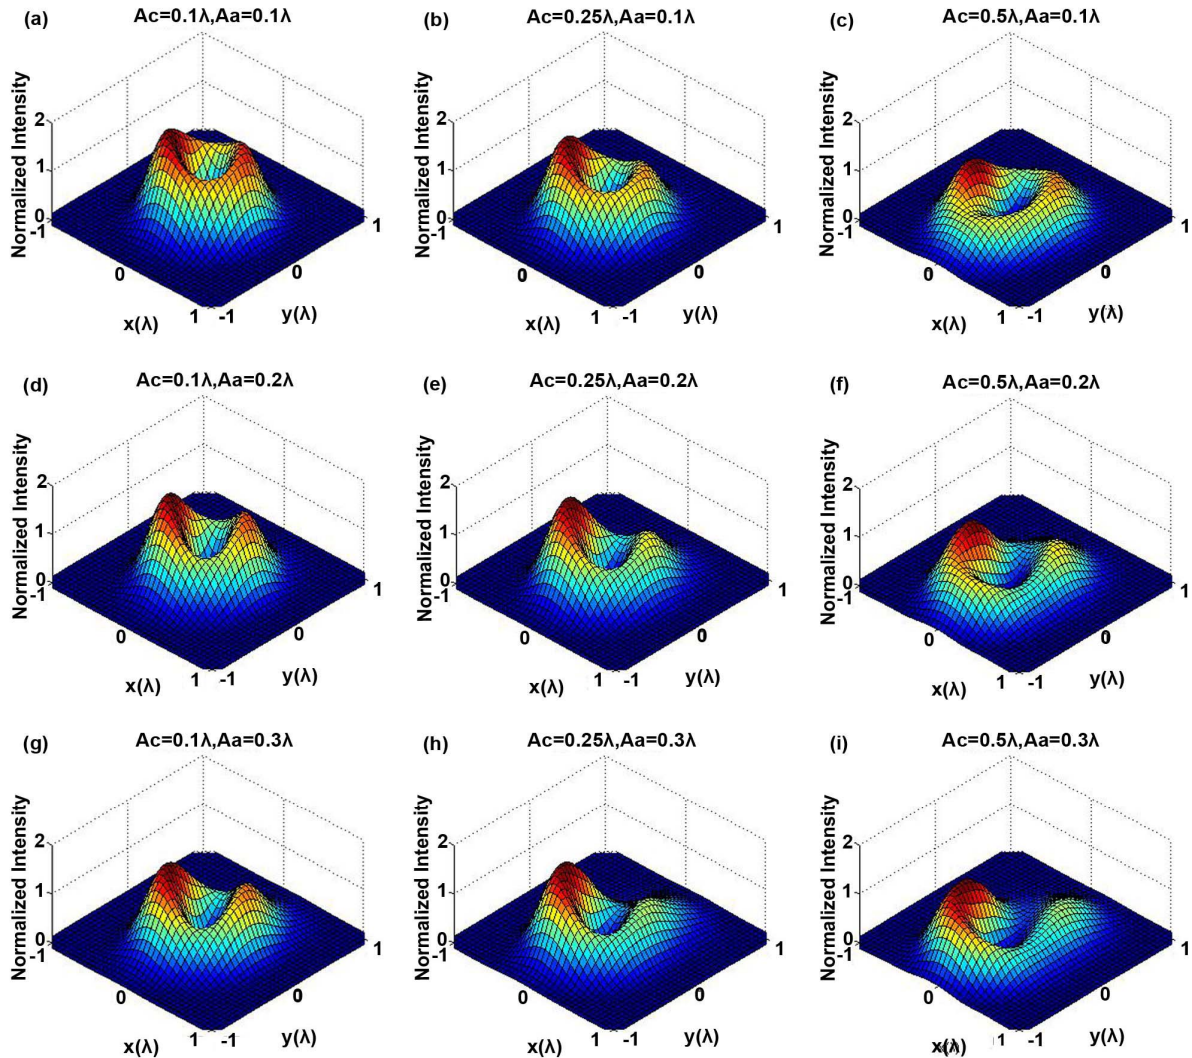 (a) Ac=0.1λ,Aa=0.1λ
Normalized Intensity
2
1
0
-1
0
1
x(λ)
-1
0
1
y(λ)
(b) Ac=0.25λ,Aa=0.1λ
Normalized Intensity
2
1
0
-1
0
1
x(λ)
-1
0
1
y(λ)
(c) Ac=0.5λ,Aa=0.1λ
Normalized Intensity
2
1
0
-1
0
1
x(λ)
-1
0
1
y(λ)
(d) Ac=0.1λ,Aa=0.2λ
Normalized Intensity
2
1
0
-1
0
1
x(λ)
-1
0
1
y(λ)
(e) Ac=0.25λ,Aa=0.2λ
Normalized Intensity
2
1
0
-1
0
1
x(λ)
-1
0
1
y(λ)
(f) Ac=0.5λ,Aa=0.2λ
Normalized Intensity
2
1
0
-1
0
1
x(λ)
-1
0
1
y(λ)
(g) Ac=0.1λ,Aa=0.3λ
Normalized Intensity
2
1
0
-1
0
1
x(λ)
-1
0
1
y(λ)
(h) Ac=0.25λ,Aa=0.3λ
Normalized Intensity
2
1
0
-1
0
1
x(λ)
-1
0
1
y(λ)
(i) Ac=0.5λ,Aa=0.3λ
Normalized Intensity
2
1
0
-1
0
1
x(λ)
-1
0
1
y(λ)